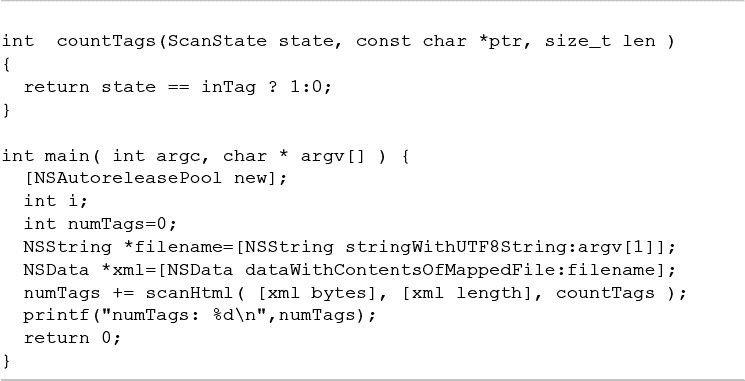 int  countTags(ScanState state, const char *ptr, size_t len )
{
  return state == inTag ? 1:0;
}

int main( int argc, char * argv[] ) {
  [NSAutoreleasePool new];
  int i;
  int numTags=0;
  NSString *filename=[NSString stringWithUTF8String:argv[1]];
  NSData *xml=[NSData dataWithContentsOfMappedFile:filename];
  numTags += scanHtml( [xml bytes], [xml length], countTags );
  printf("numTags: %d\n",numTags);
  return 0;
}